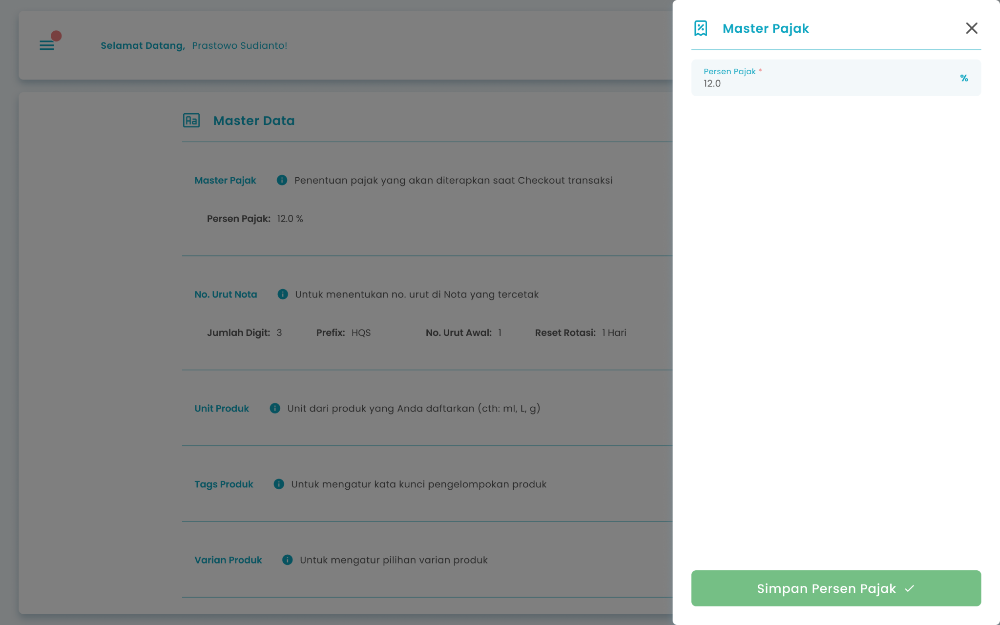 Selamat Datang, Prastowo Sudianto!
Aa Master Data
Master Pajak Penentuan pajak yang akan diterapkan saat Checkout transaksi
Persen Pajak: 12.0 %
No. Urut Nota Untuk menentukan no. urut di Nota yang tercetak
Jumlah Digit: 3 Prefix: HQS No. Urut Awal: 1 Reset Rotasi: 1 Hari
Unit Produk Unit dari produk yang Anda daftarkan (cth: ml, L, g)
Tags Produk Untuk mengatur kata kunci pengelompokan produk
Varian Produk Untuk mengatur pilihan varian produk
Master Pajak
Persen Pajak *
12.0 %
Simpan Persen Pajak